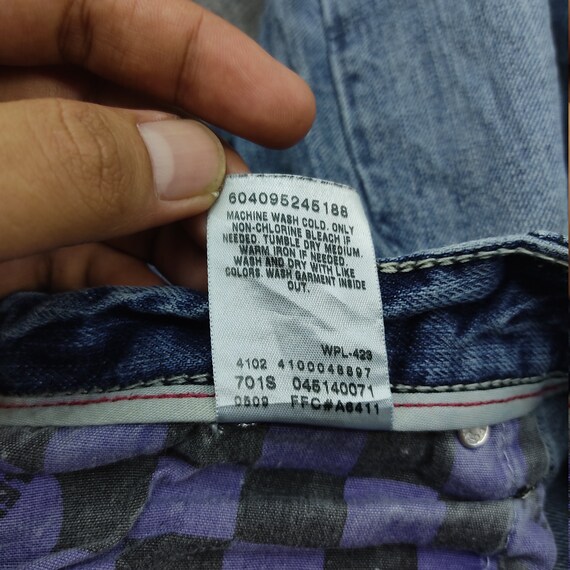 604095245188
MACHINE WASH COLD. ONLY
NON-CHLORINE BLEACH IF
NEEDED. TUMBLE DRY MEDIUM.
WARM IRON IF NEEDED.
WASH AND DRY WITH LIKE
COLORS. WASH GARMENT INSIDE
OUT.
WPL-423
4102 4100048897
701S 045140071
0509 FFC#A6411